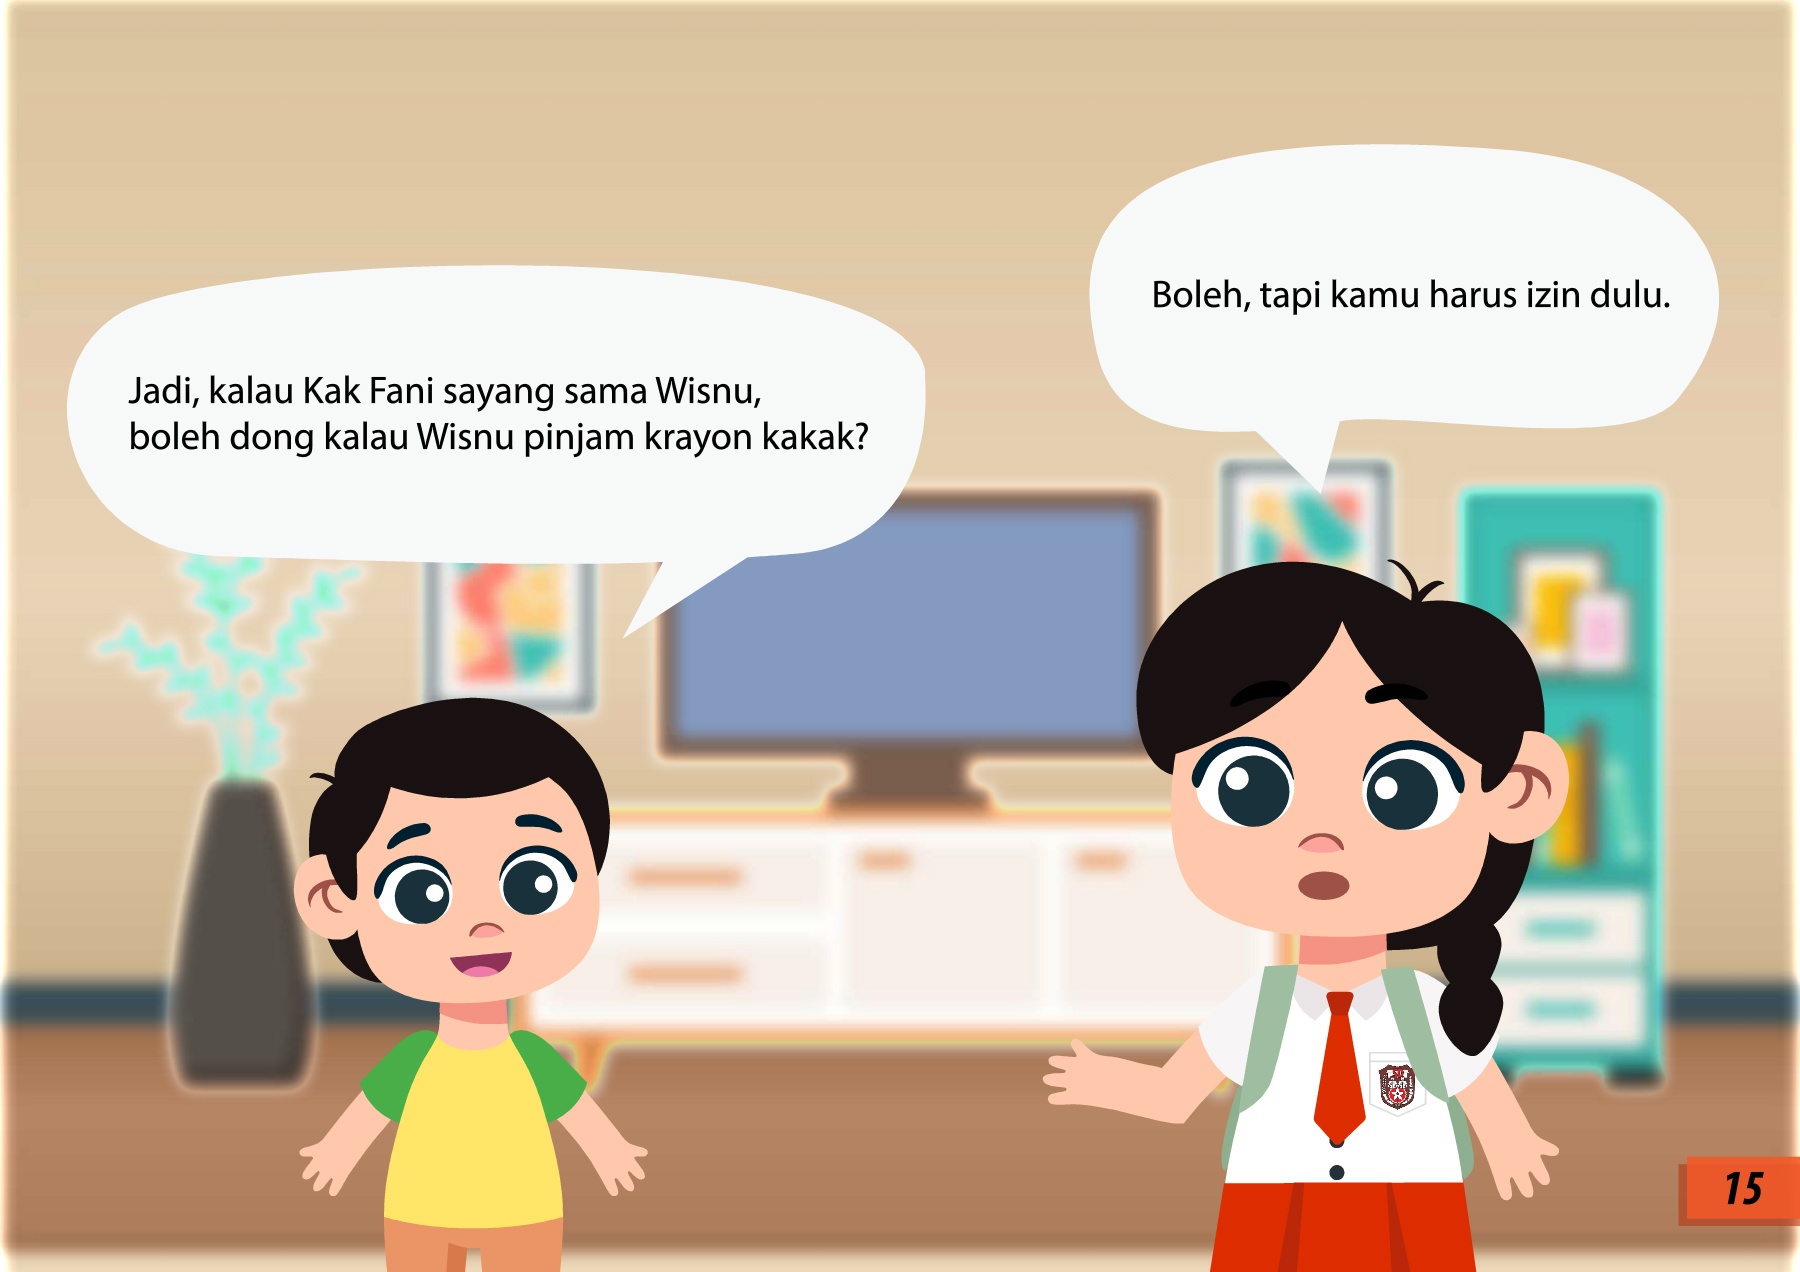 Jadi, kalau Kak Fani sayang sama Wisnu,
boleh dong kalau Wisnu pinjam krayon kakak?
Boleh, tapi kamu harus izin dulu.
15